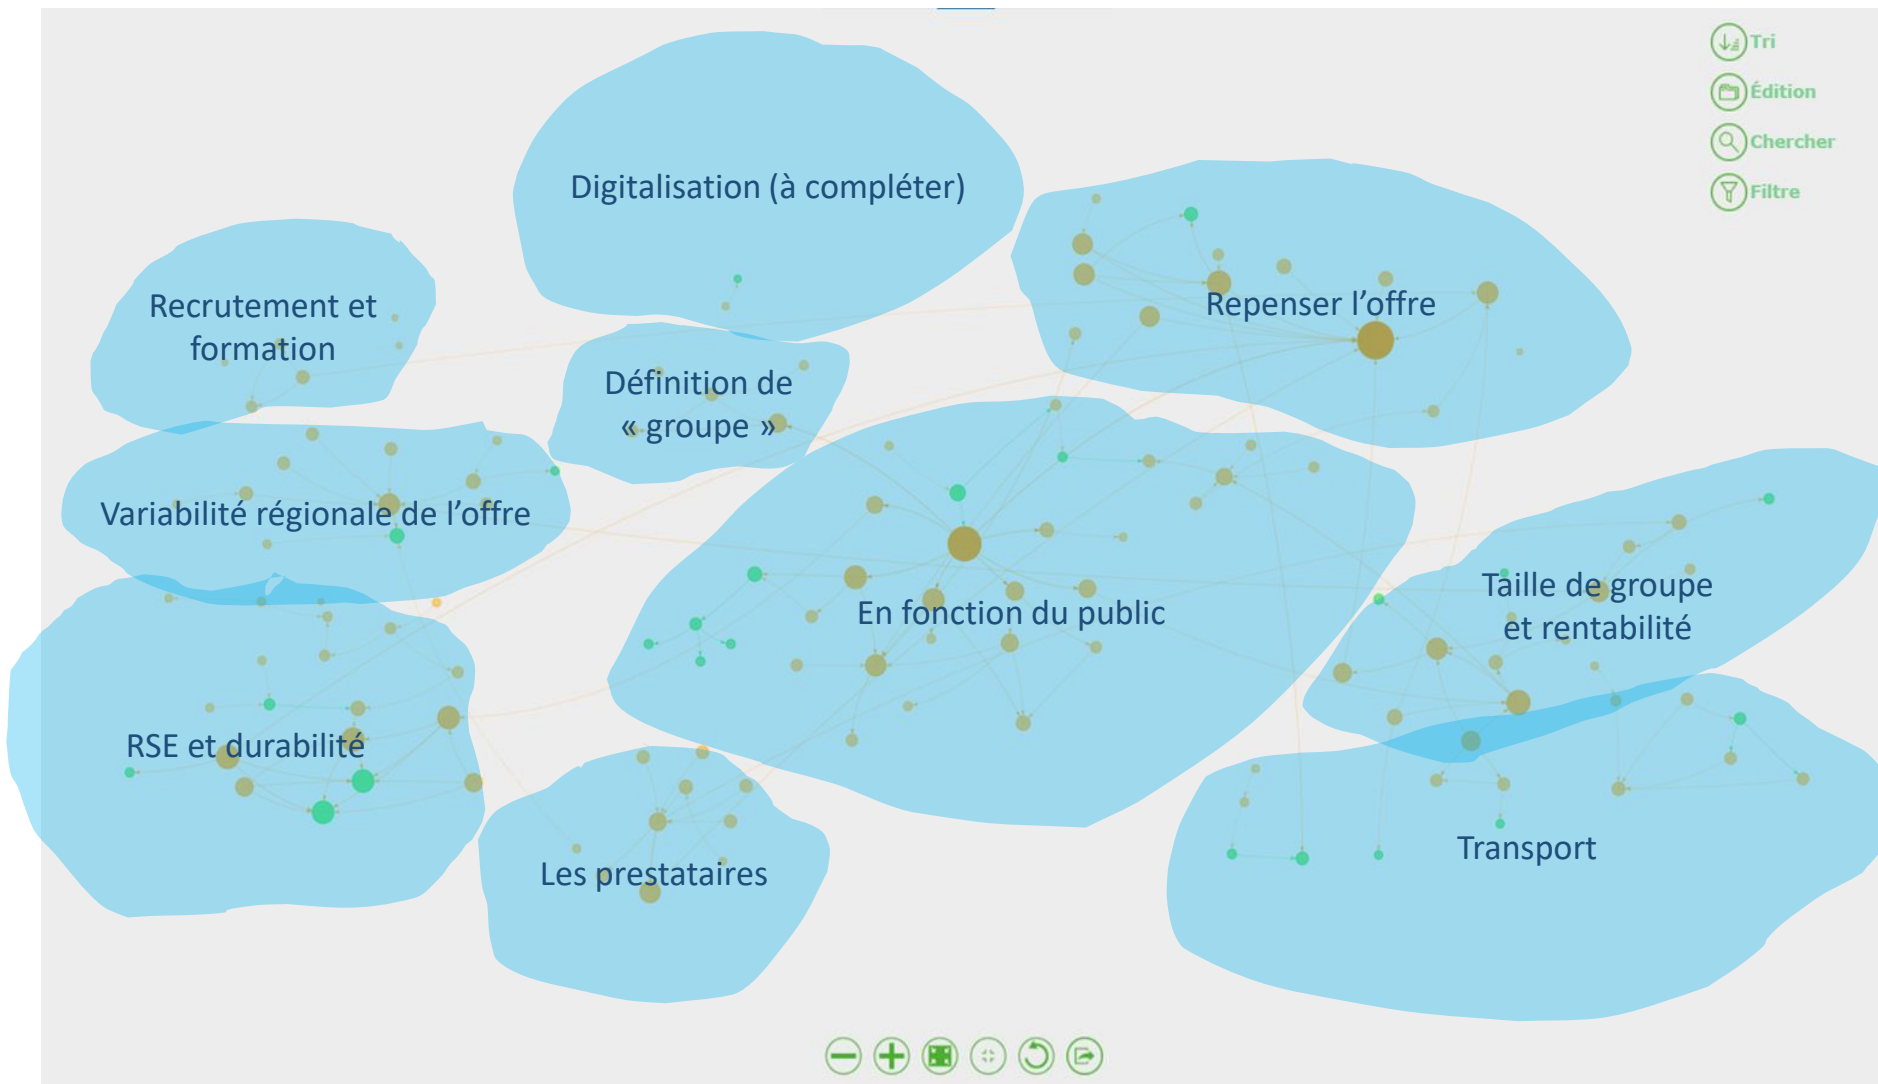 Tri
Édition
Chercher
Filtre
Digitalisation (à compléter)
Repenser l’offre
Recrutement et
formation
Définition de
« groupe »
Variabilité régionale de l’offre
En fonction du public
Taille de groupe
et rentabilité
RSE et durabilité
Les prestataires
Transport